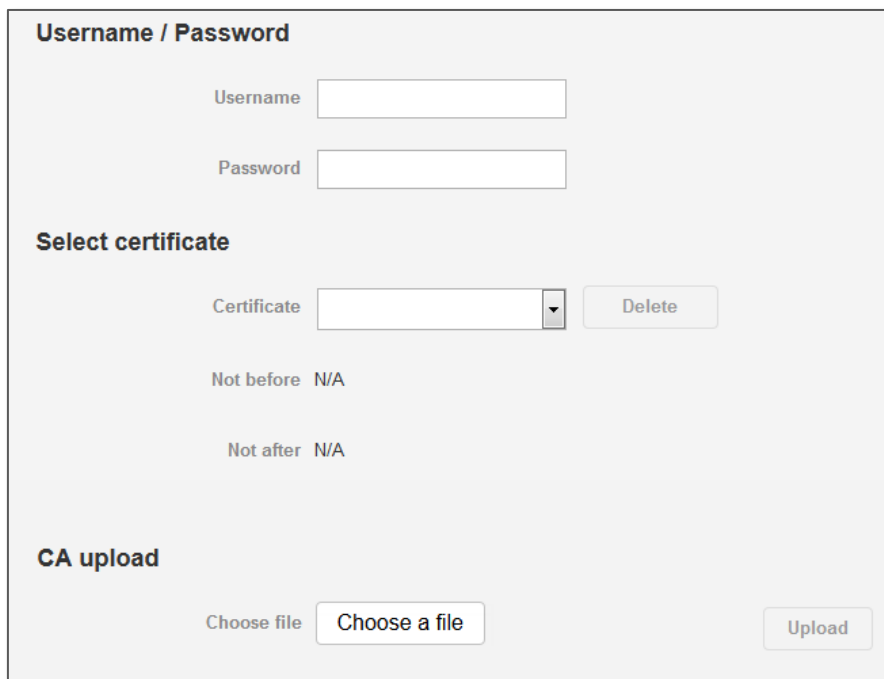 Username / Password
Username
Password
Select certificate
Certificate Delete
Not before N/A
Not after N/A
CA upload
Choose file Choose a file Upload